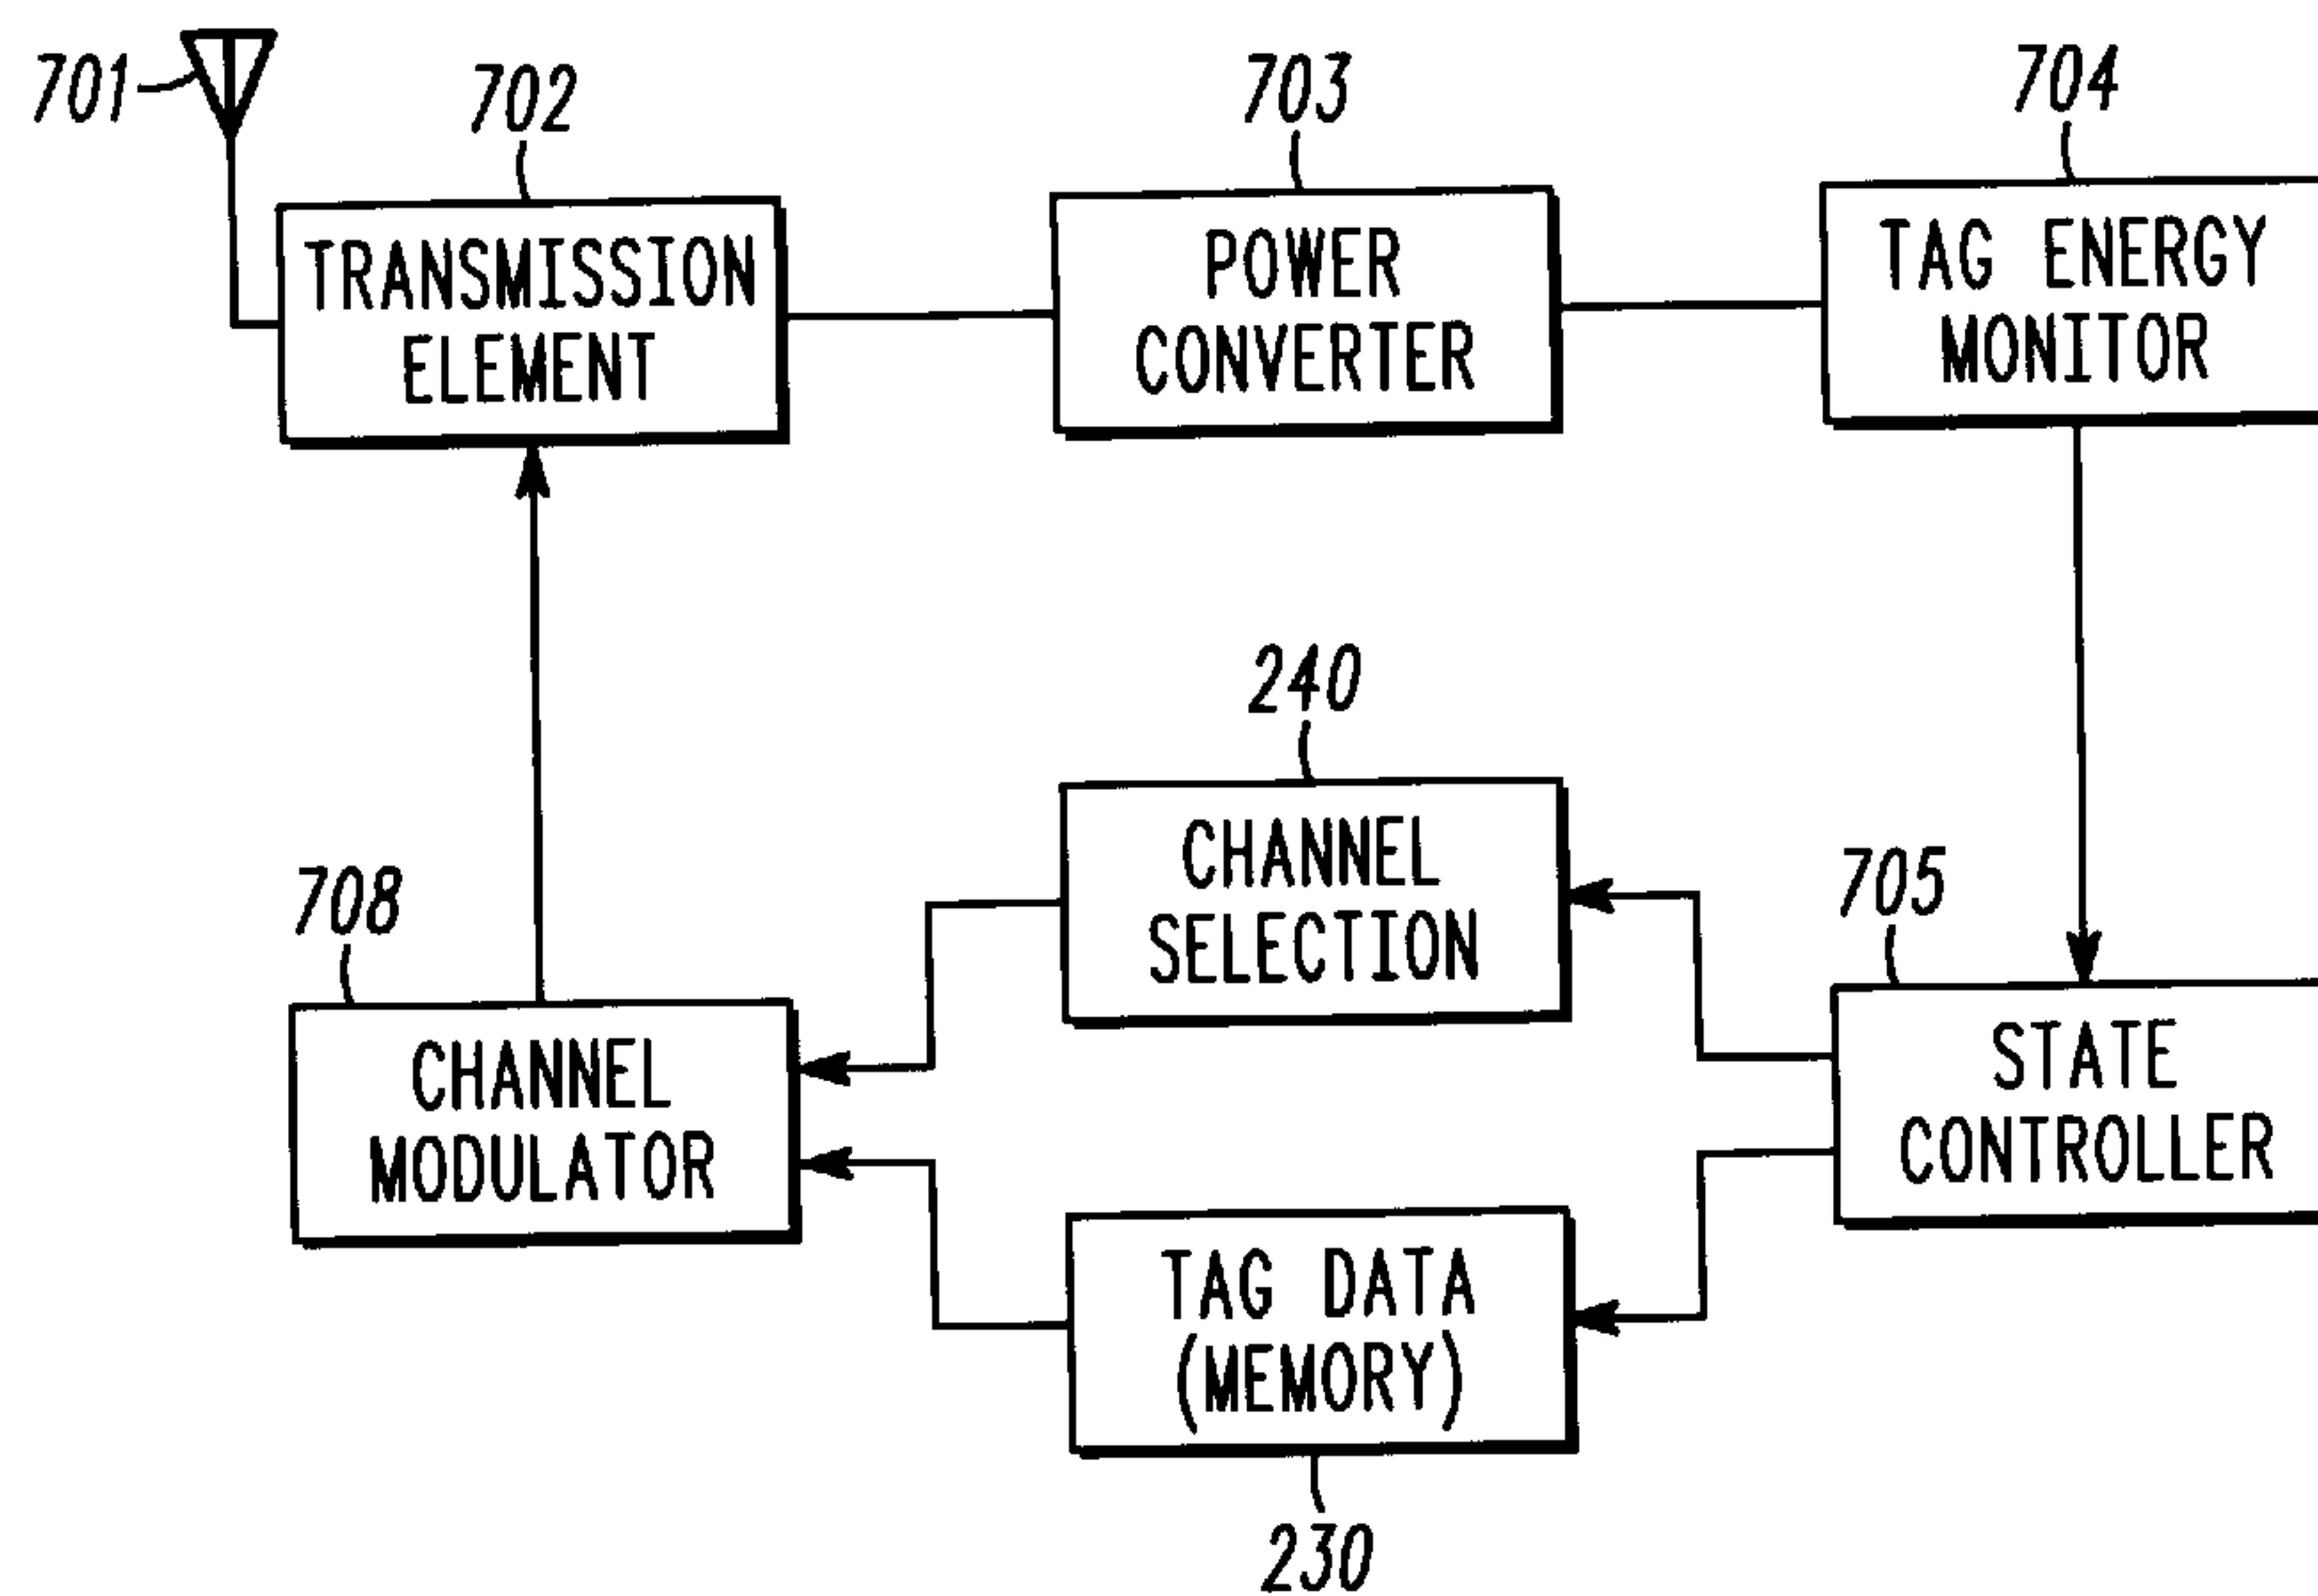 701
702
703
704
TRANSMISSION
ELEMENT
POWER
CONVERTER
TAG ENERGY
MONITOR
240
CHANNEL
SELECTION
708
705
CHANNEL
MODULATOR
STATE
CONTROLLER
TAG DATA
(MEMORY)
230